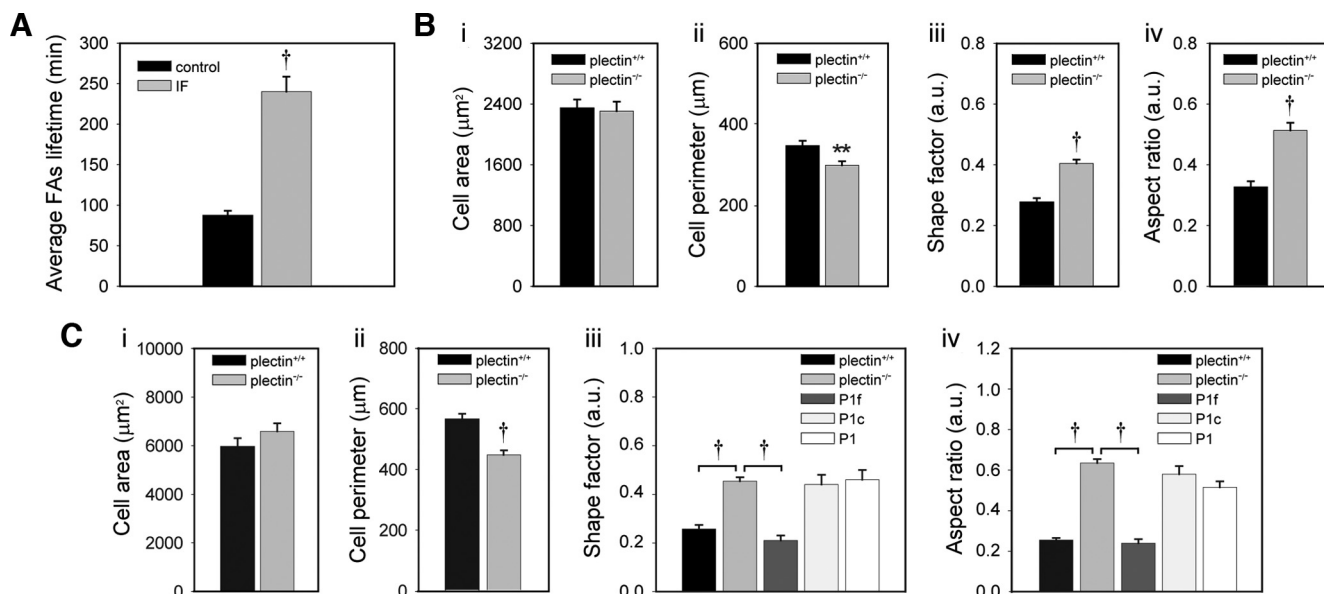 A
Average FAs lifetime (min)
300
250
200
150
100
50
0
control
IF
†
B
i
Cell area (μm²)
3200
2400
1600
800
0
plectin⁺/⁺
plectin⁻/⁻
ii
Cell perimeter (μm)
600
400
200
0
plectin⁺/⁺
plectin⁻/⁻
**
iii
Shape factor (a.u.)
0.8
0.6
0.4
0.2
0.0
plectin⁺/⁺
plectin⁻/⁻
†
iv
Aspect ratio (a.u.)
0.8
0.6
0.4
0.2
0.0
plectin⁺/⁺
plectin⁻/⁻
†
C
i
Cell area (μm²)
10000
8000
6000
4000
2000
0
plectin⁺/⁺
plectin⁻/⁻
ii
Cell perimeter (μm)
800
600
400
200
0
plectin⁺/⁺
plectin⁻/⁻
†
iii
Shape factor (a.u.)
1.0
0.8
0.6
0.4
0.2
0.0
plectin⁺/⁺
plectin⁻/⁻
P1f
P1c
P1
† †
iv
Aspect ratio (a.u.)
1.2
1.0
0.8
0.6
0.4
0.2
0.0
plectin⁺/⁺
plectin⁻/⁻
P1f
P1c
P1
† †